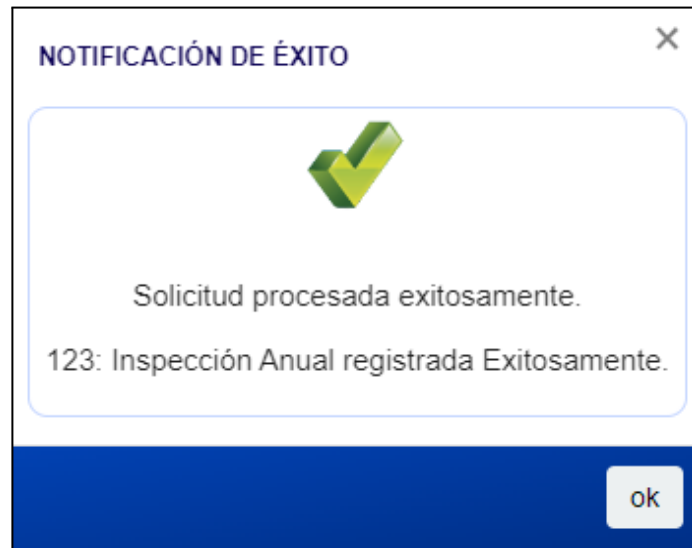 NOTIFICACIÓN DE ÉXITO
Solicitud procesada exitosamente.
123: Inspección Anual registrada Exitosamente.
ok